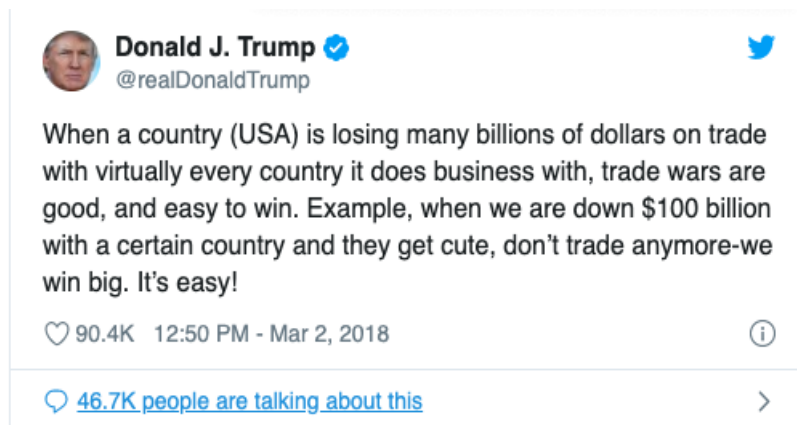 Donald J. Trump
@realDonaldTrump
When a country (USA) is losing many billions of dollars on trade
with virtually every country it does business with, trade wars are
good, and easy to win. Example, when we are down $100 billion
with a certain country and they get cute, don’t trade anymore-we
win big. It’s easy!
90.4K 12:50 PM - Mar 2, 2018
46.7K people are talking about this